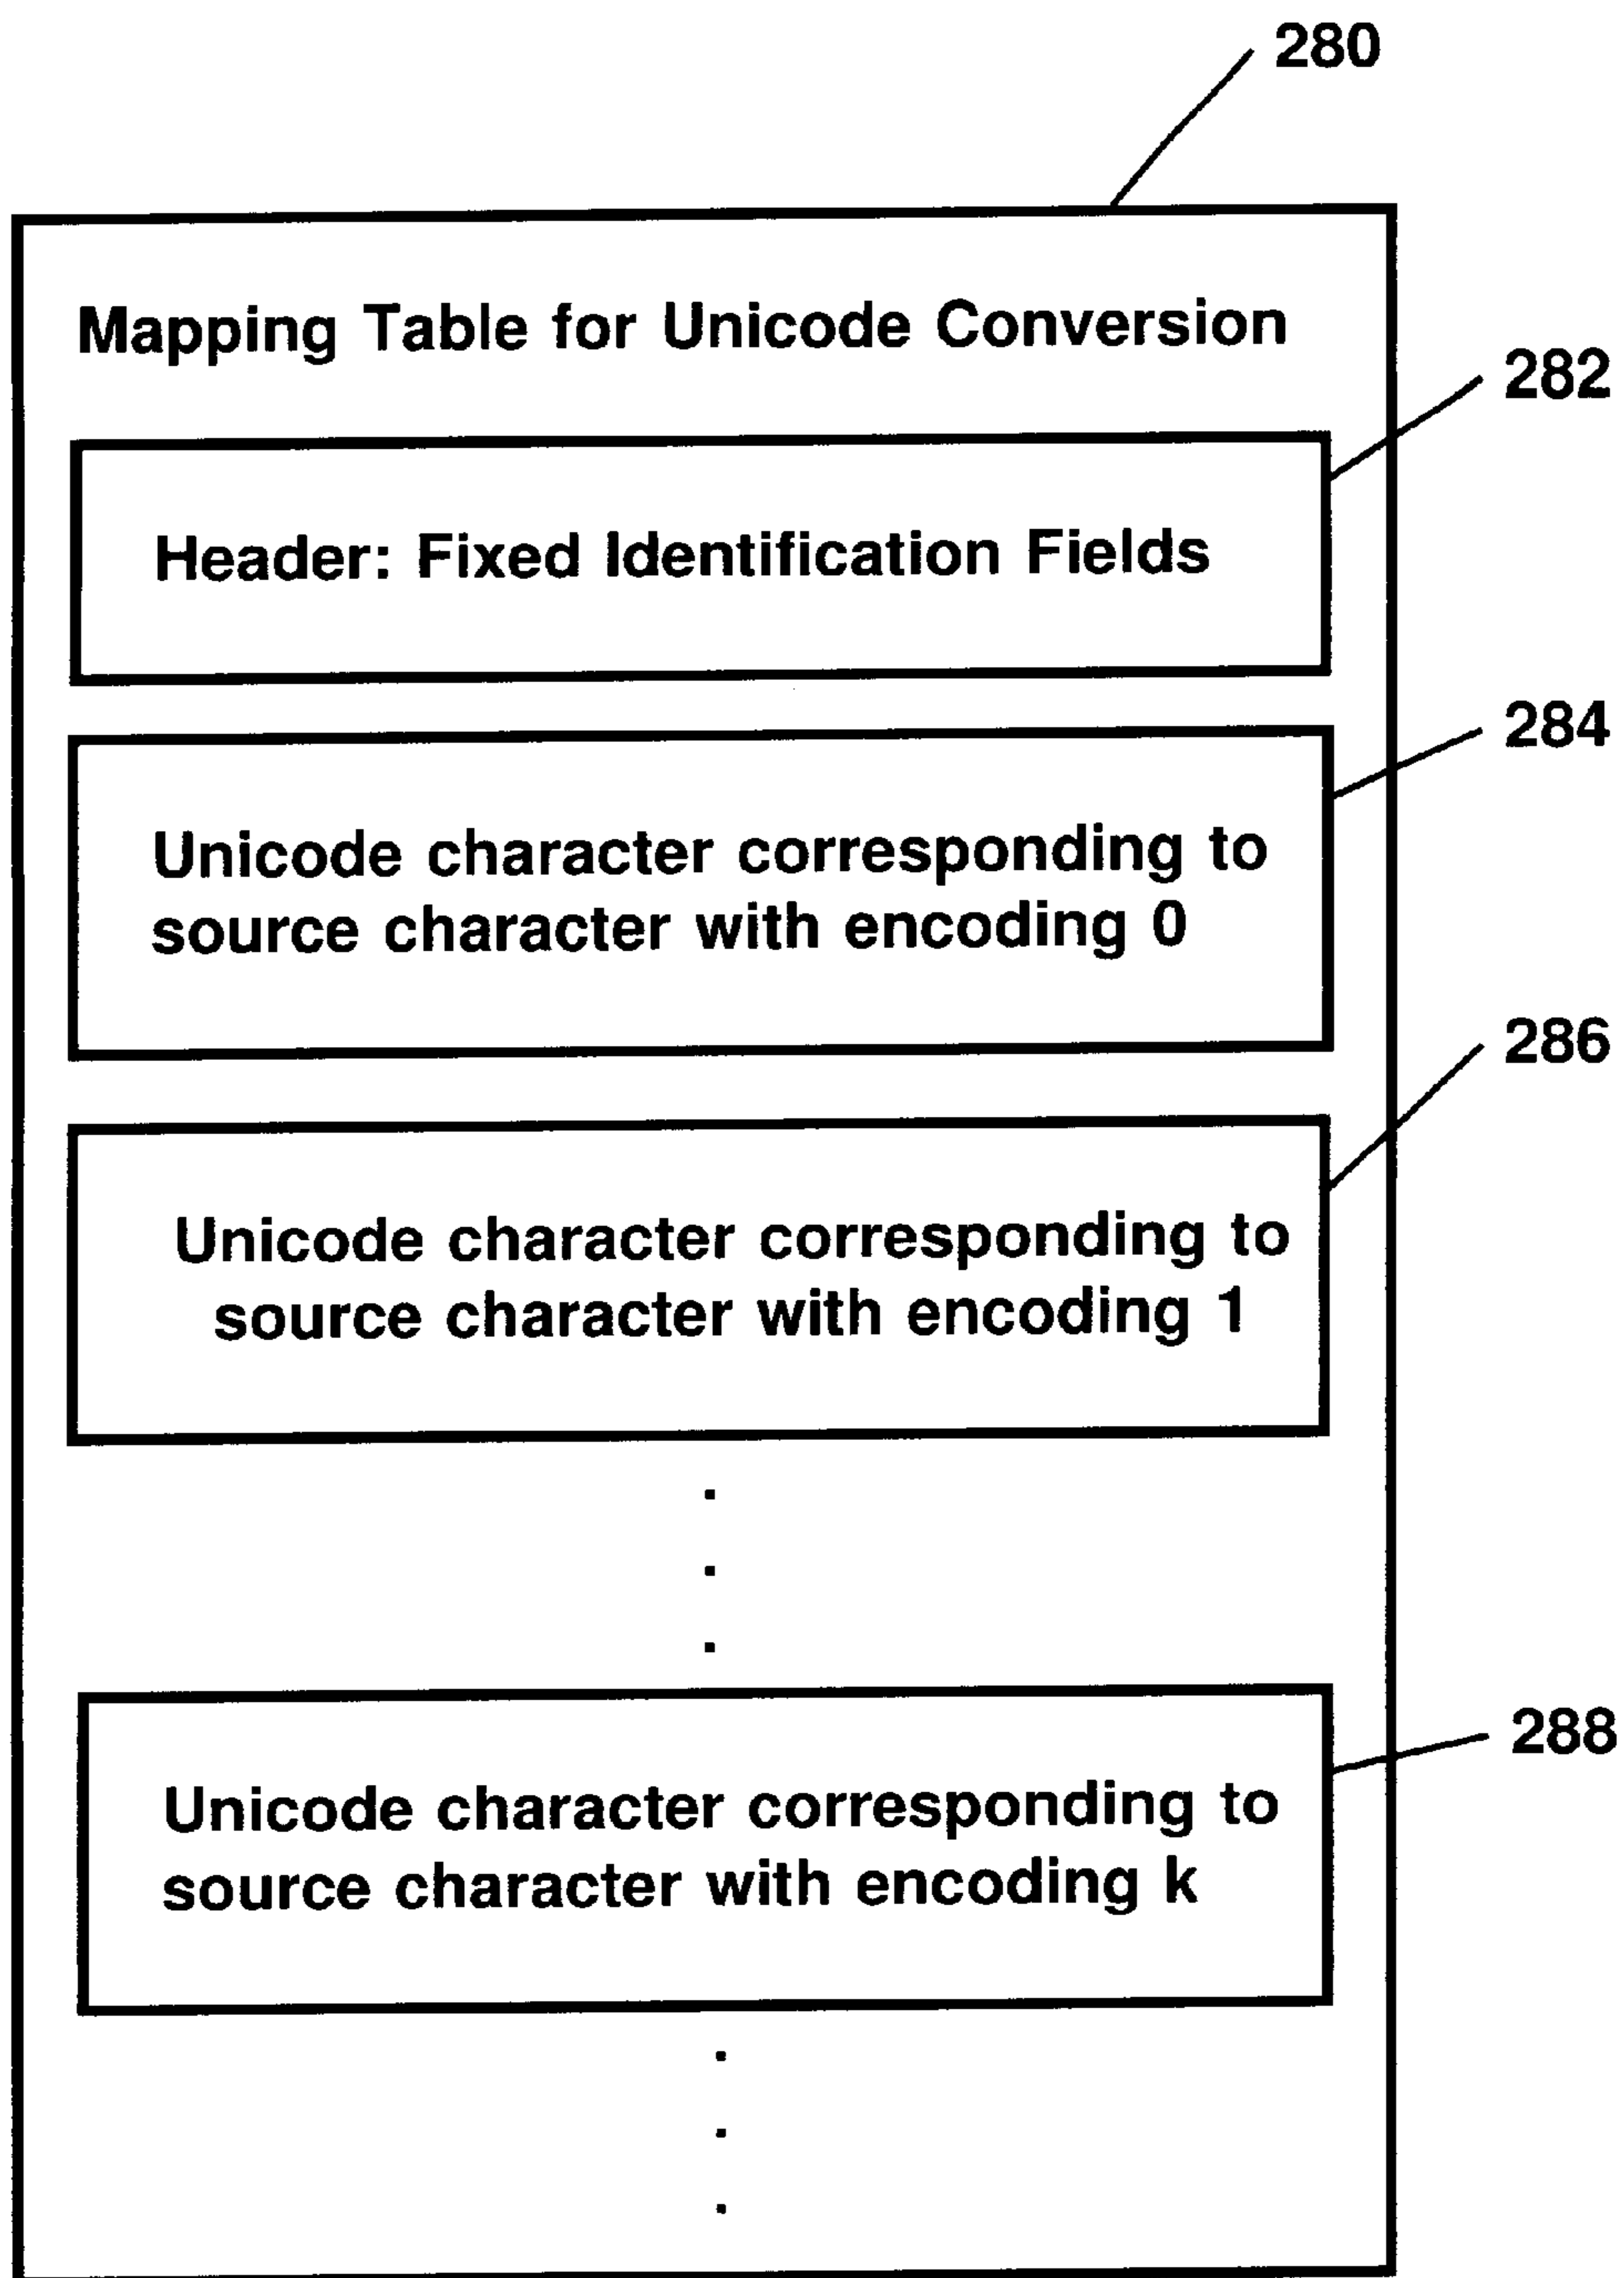 280
Mapping Table for Unicode Conversion
282
Header: Fixed Identification Fields
284
Unicode character corresponding to
source character with encoding 0
286
Unicode character corresponding to
source character with encoding 1
288
Unicode character corresponding to
source character with encoding k